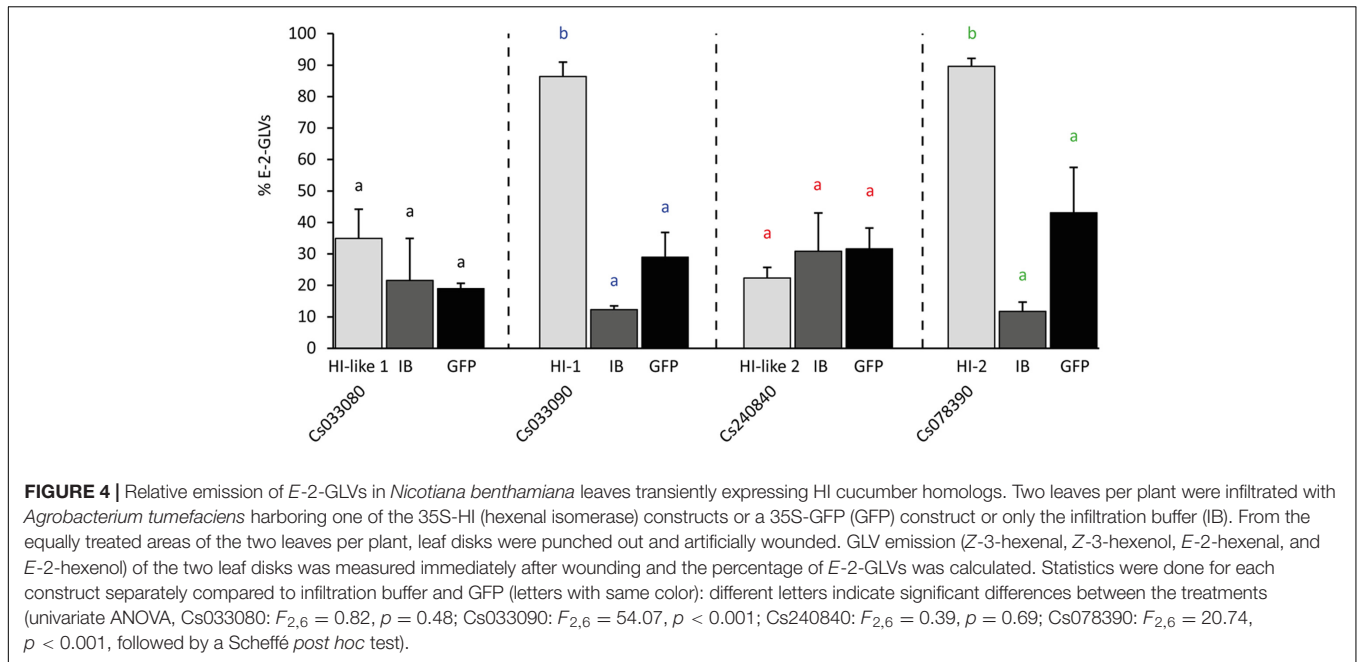 % E-2-GLVs
100
90
80
70
60
50
40
30
20
10
0
a a a
b a a
a a a
b a a
HI-like 1 IB GFP HI-1 IB GFP HI-like 2 IB GFP HI-2 IB GFP
Cs033080 Cs033090 Cs240840 Cs078390
FIGURE 4 | Relative emission of E-2-GLVs in Nicotiana benthamiana leaves transiently expressing HI cucumber homologs. Two leaves per plant were infiltrated with
Agrobacterium tumefaciens harboring one of the 35S-HI (hexenal isomerase) constructs or a 35S-GFP (GFP) construct or only the infiltration buffer (IB). From the
equally treated areas of the two leaves per plant, leaf disks were punched out and artificially wounded. GLV emission (Z-3-hexenal, Z-3-hexenol, E-2-hexenal, and
E-2-hexenol) of the two leaf disks was measured immediately after wounding and the percentage of E-2-GLVs was calculated. Statistics were done for each
construct separately compared to infiltration buffer and GFP (letters with same color): different letters indicate significant differences between the treatments
(univariate ANOVA, Cs033080: F2,6 = 0.82, p = 0.48; Cs033090: F2,6 = 54.07, p < 0.001; Cs240840: F2,6 = 0.39, p = 0.69; Cs078390: F2,6 = 20.74,
p < 0.001, followed by a Scheffé post hoc test).